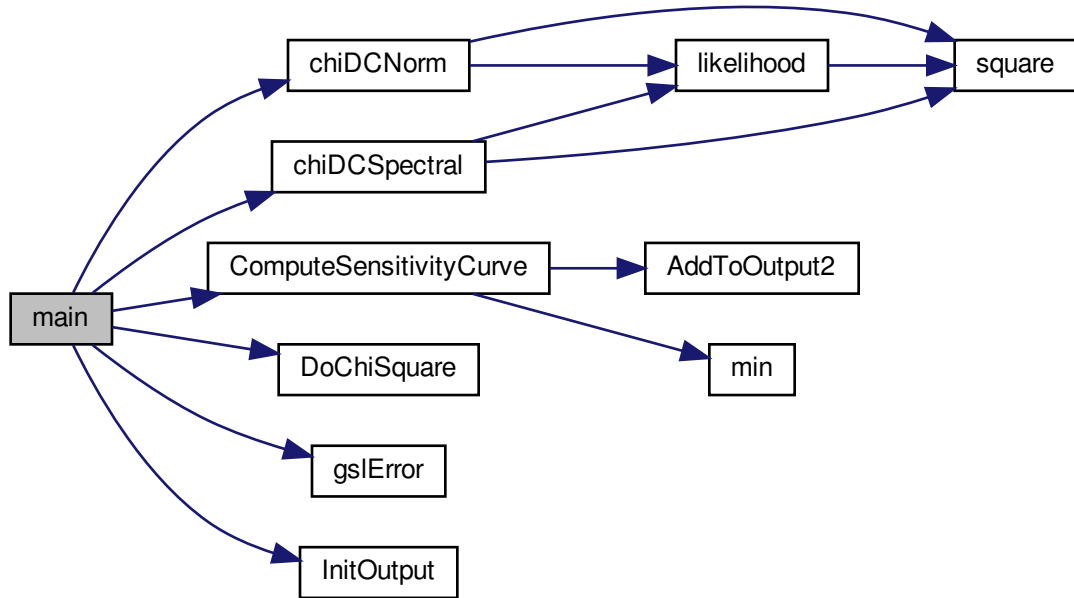 chiDCNorm
likelihood
square
chiDCSpectral
ComputeSensitivityCurve
AddToOutput2
main
DoChiSquare
min
gslError
InitOutput